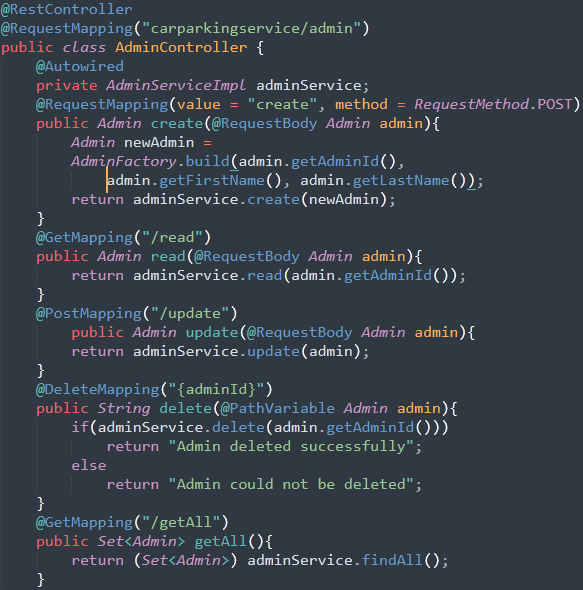 @RestController
@RequestMapping("carparkingservice/admin")
public class AdminController {
    @Autowired
    private AdminServiceImpl adminService;
    @RequestMapping(value = "create", method = RequestMethod.POST)
    public Admin create(@RequestBody Admin admin){
        Admin newAdmin =
        AdminFactory.build(admin.getAdminId(),
            admin.getFirstName(), admin.getLastName());
        return adminService.create(newAdmin);
    }
    @GetMapping("/read")
    public Admin read(@RequestBody Admin admin){
        return adminService.read(admin.getAdminId());
    }
    @PostMapping("/update")
        public Admin update(@RequestBody Admin admin){
        return adminService.update(admin);
    }
    @DeleteMapping("{adminId}")
    public String delete(@PathVariable Admin admin){
        if(adminService.delete(admin.getAdminId()))
            return "Admin deleted successfully";
        else
            return "Admin could not be deleted";
    }
    @GetMapping("/getAll")
    public Set<Admin> getAll(){
        return (Set<Admin>) adminService.findAll();
    }